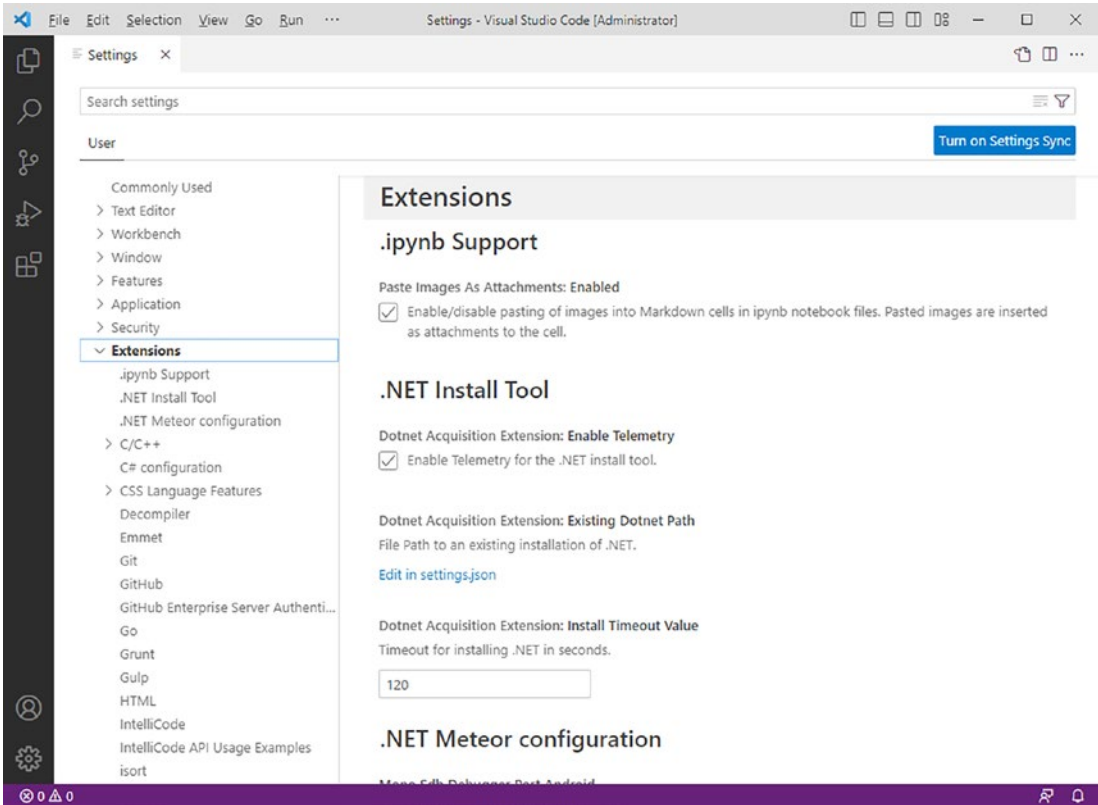 File Edit Selection View Go Run ··· Settings - Visual Studio Code [Administrator]
Settings
Search settings
User
Turn on Settings Sync
Commonly Used
Text Editor
Workbench
Window
Features
Application
Security
Extensions
.ipynb Support
.NET Install Tool
.NET Meteor configuration
C/C++
C# configuration
CSS Language Features
Decompiler
Emmet
Git
GitHub
GitHub Enterprise Server Authenti...
Go
Grunt
Gulp
HTML
IntelliCode
IntelliCode API Usage Examples
isort
Extensions
.ipynb Support
Paste Images As Attachments: Enabled
Enable/disable pasting of images into Markdown cells in ipynb notebook files. Pasted images are inserted
as attachments to the cell.
.NET Install Tool
Dotnet Acquisition Extension: Enable Telemetry
Enable Telemetry for the .NET install tool.
Dotnet Acquisition Extension: Existing Dotnet Path
File Path to an existing installation of .NET.
Edit in settings.json
Dotnet Acquisition Extension: Install Timeout Value
Timeout for installing .NET in seconds.
120
.NET Meteor configuration
Mono Sdb Debugger Port Android
0 0